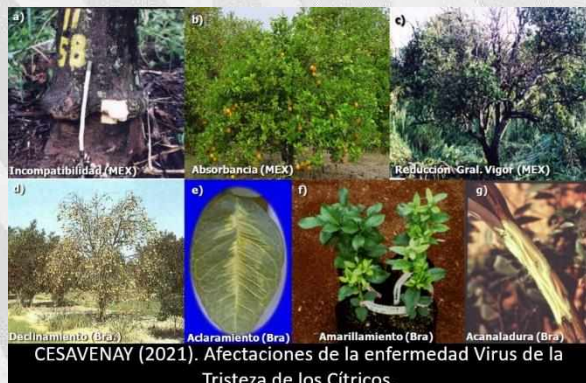 a)
58
Incompatibilidad (MEX)
b)
Absorbancia (MEX)
c)
Reducción Gral. Vigor (MEX)
d)
Declinamiento (Bra.)
e)
Aclaramiento (Bra)
f)
Amarillamiento (Bra)
g)
Acanaladura (Bra)
CESAVENAY (2021). Afectaciones de la enfermedad Virus de la
Tristeza de los Cítricos